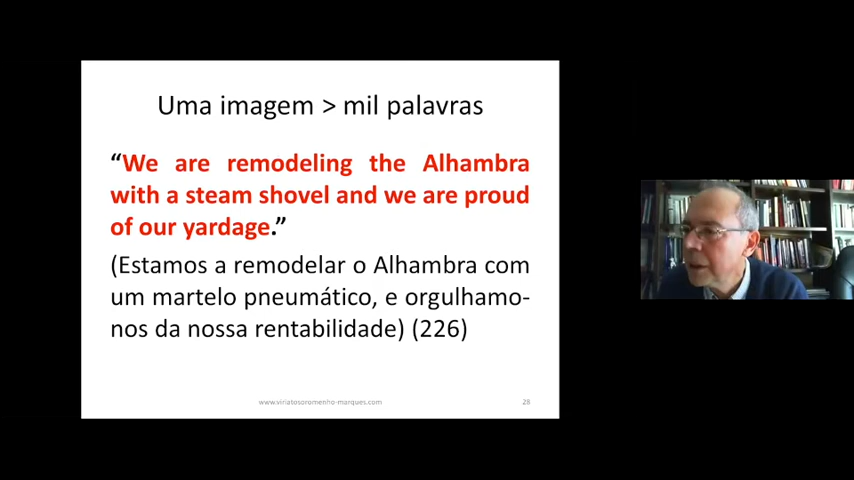 Uma imagem > mil palavras
“We are remodeling the Alhambra
with a steam shovel and we are proud
of our yardage.”
(Estamos a remodelar o Alhambra com
um martelo pneumático, e orgulhamo-
nos da nossa rentabilidade) (226)
www.viriatosoromenho-marques.com
28